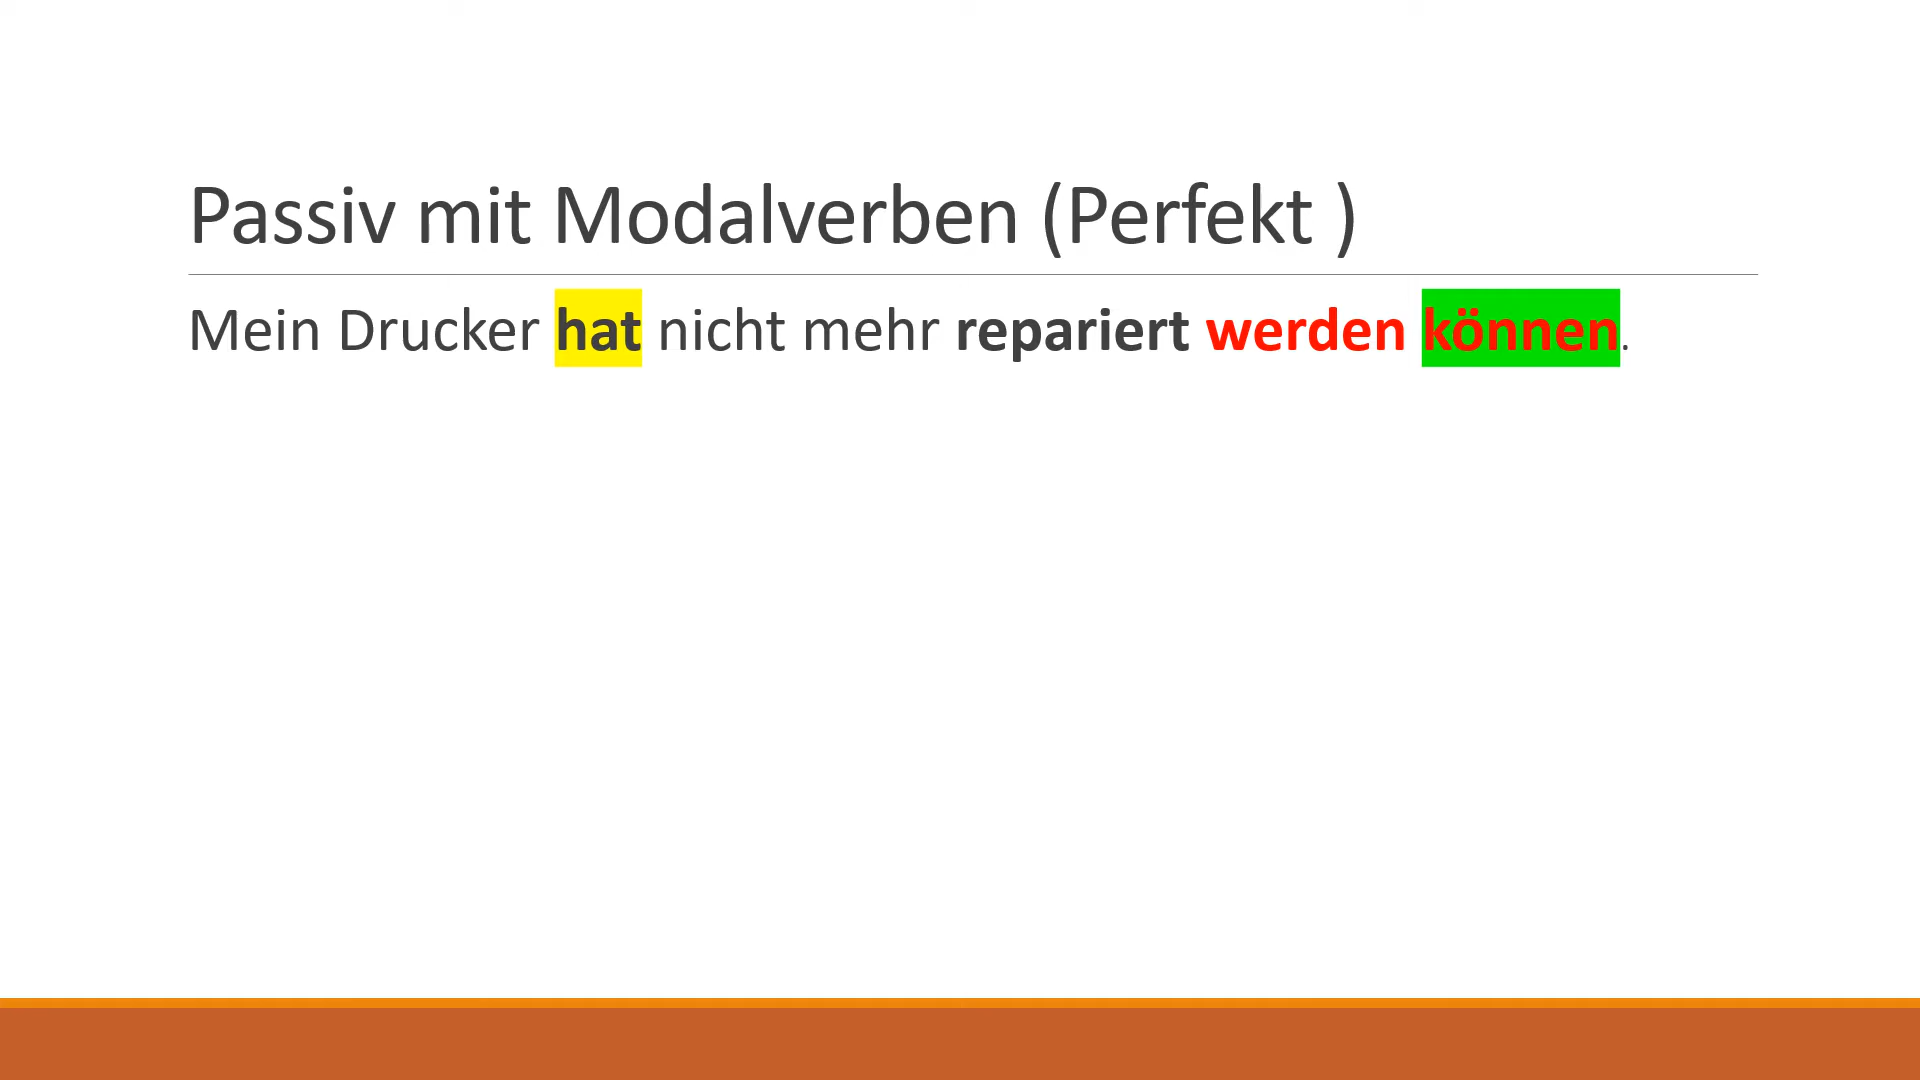 Passiv mit Modalverben (Perfekt )
Mein Drucker hat nicht mehr repariert werden können.